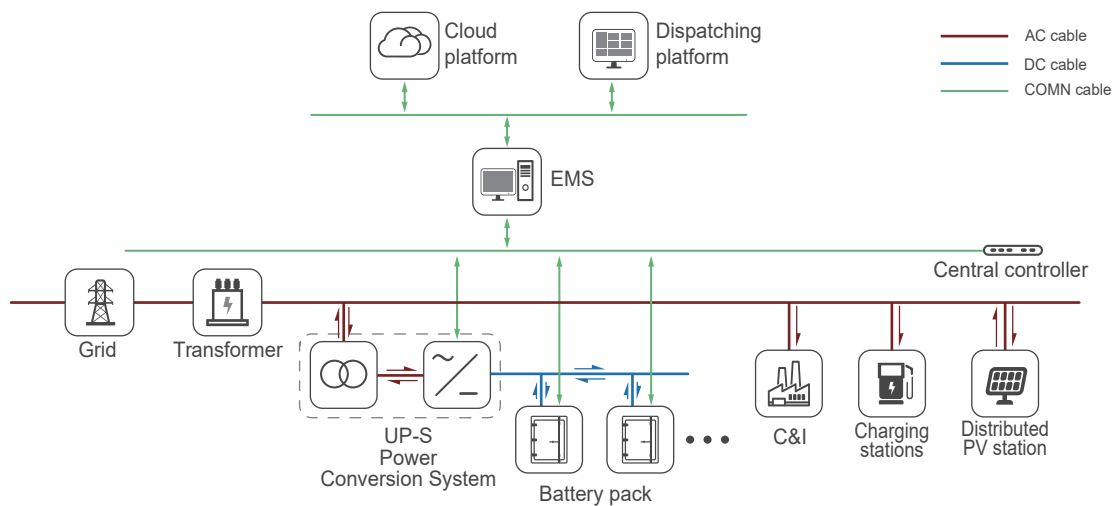 Cloud
platform
Dispatching
platform
AC cable
DC cable
COMN cable
EMS
Central controller
Grid
Transformer
UP-S
Power
Conversion System
Battery pack
C&I
Charging
stations
Distributed
PV station